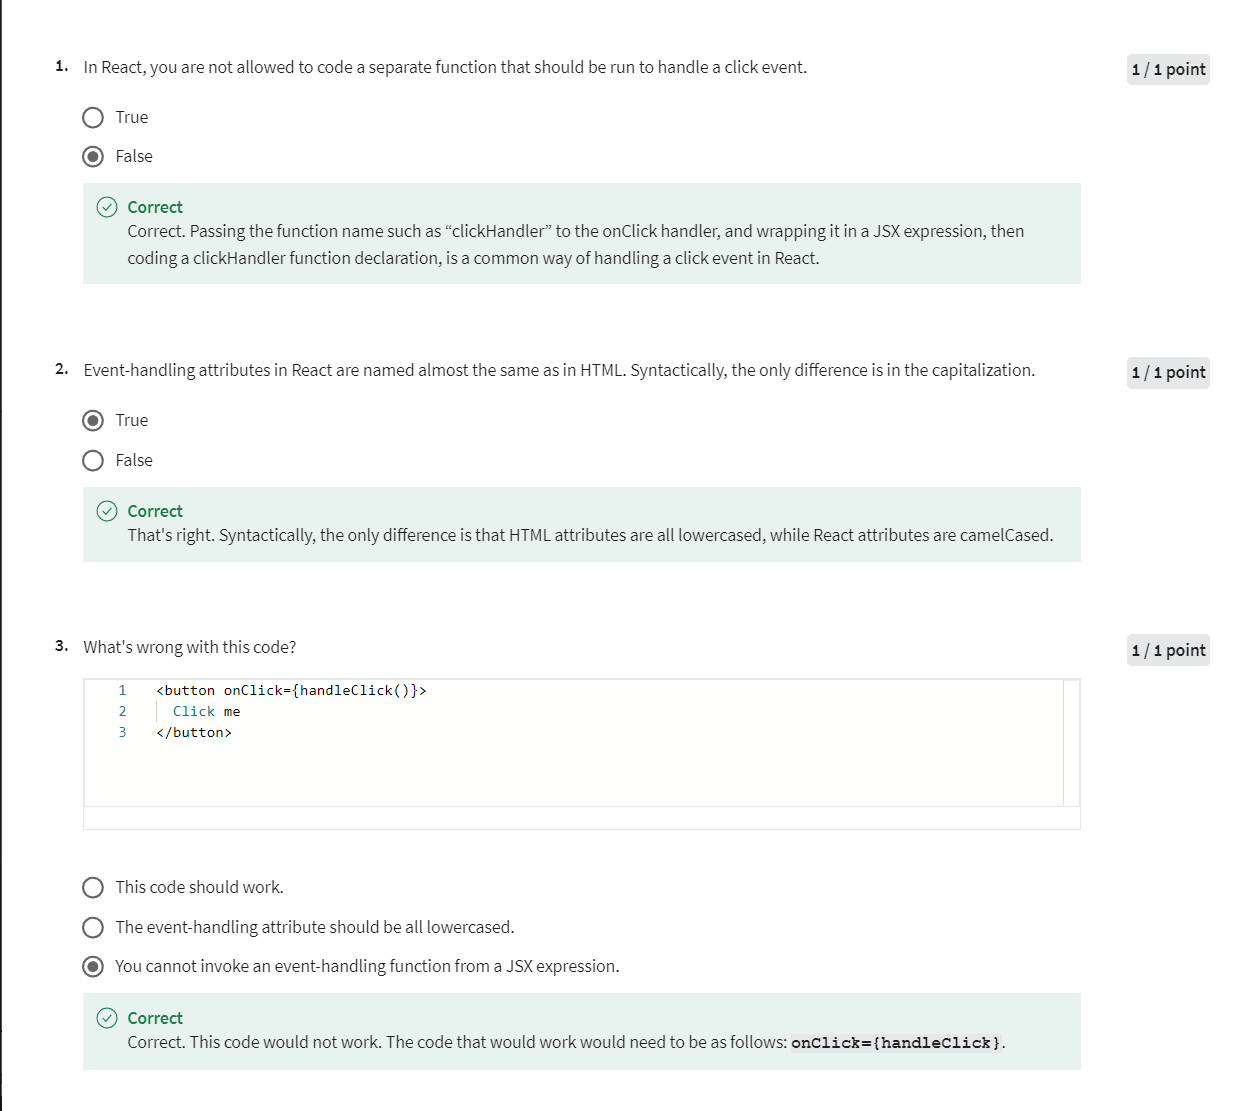 1. In React, you are not allowed to code a separate function that should be run to handle a click event.
1 / 1 point
True
False
Correct
Correct. Passing the function name such as “clickHandler” to the onClick handler, and wrapping it in a JSX expression, then
coding a clickHandler function declaration, is a common way of handling a click event in React.
2. Event-handling attributes in React are named almost the same as in HTML. Syntactically, the only difference is in the capitalization.
1 / 1 point
True
False
Correct
That's right. Syntactically, the only difference is that HTML attributes are all lowercased, while React attributes are camelCased.
3. What's wrong with this code?
1 / 1 point
1 <button onClick={handleClick()}>
2 Click me
3 </button>
This code should work.
The event-handling attribute should be all lowercased.
You cannot invoke an event-handling function from a JSX expression.
Correct
Correct. This code would not work. The code that would work would need to be as follows: onClick={handleClick}.